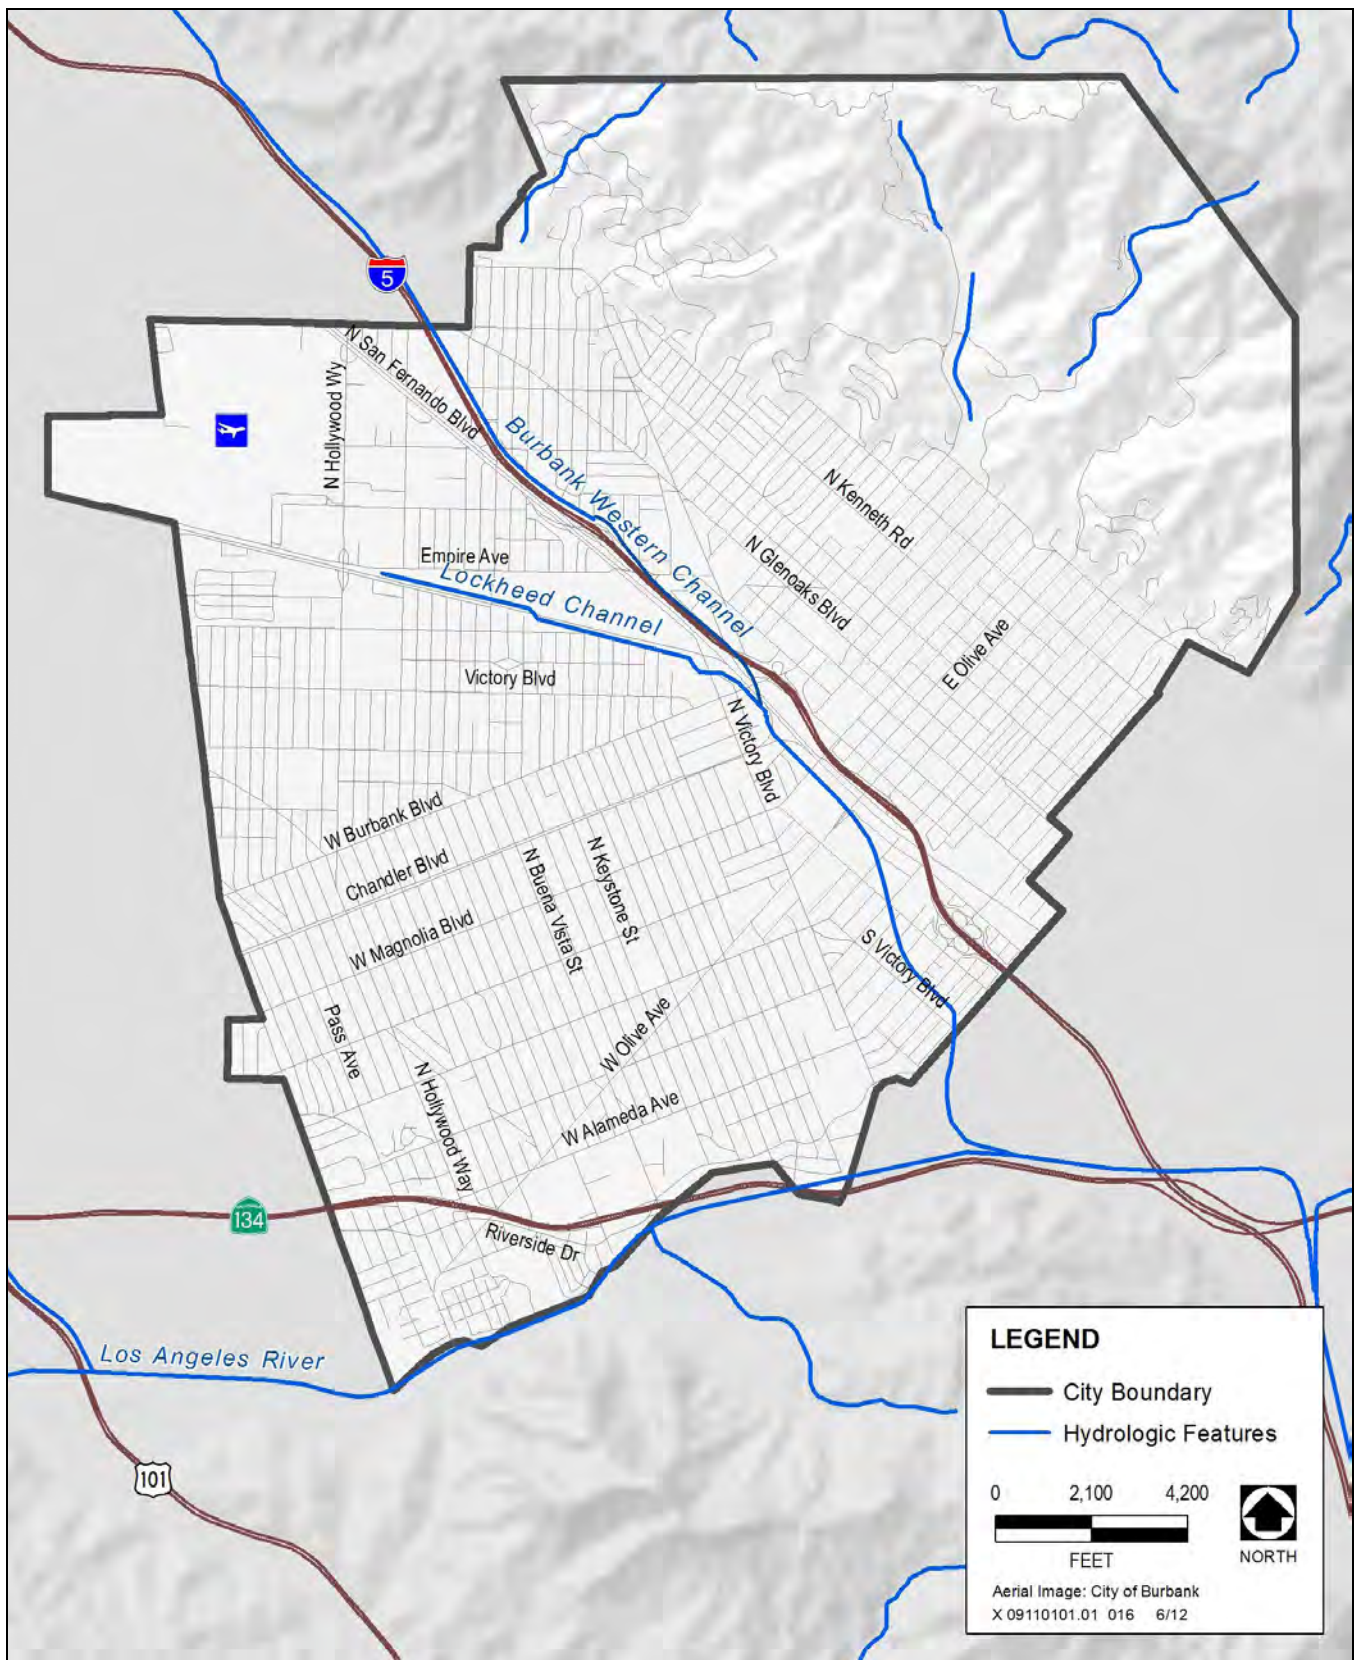 5
N San Fernando Blvd
N Hollywood Wy
Burbank Western Channel
N Kenneth Rd
N Glenoaks Blvd
Empire Ave
Lockheed Channel
E Olive Ave
Victory Blvd
N Victory Blvd
W Burbank Blvd
Chandler Blvd
N Buena Vista St
N Keystone St
W Magnolia Blvd
S Victory Blvd
Pass Ave
W Olive Ave
N Hollywood Way
W Alameda Ave
134
Riverside Dr
Los Angeles River
101
LEGEND
City Boundary
Hydrologic Features
0 2,100 4,200
FEET
NORTH
Aerial Image: City of Burbank
X 09110101.01 016 6/12